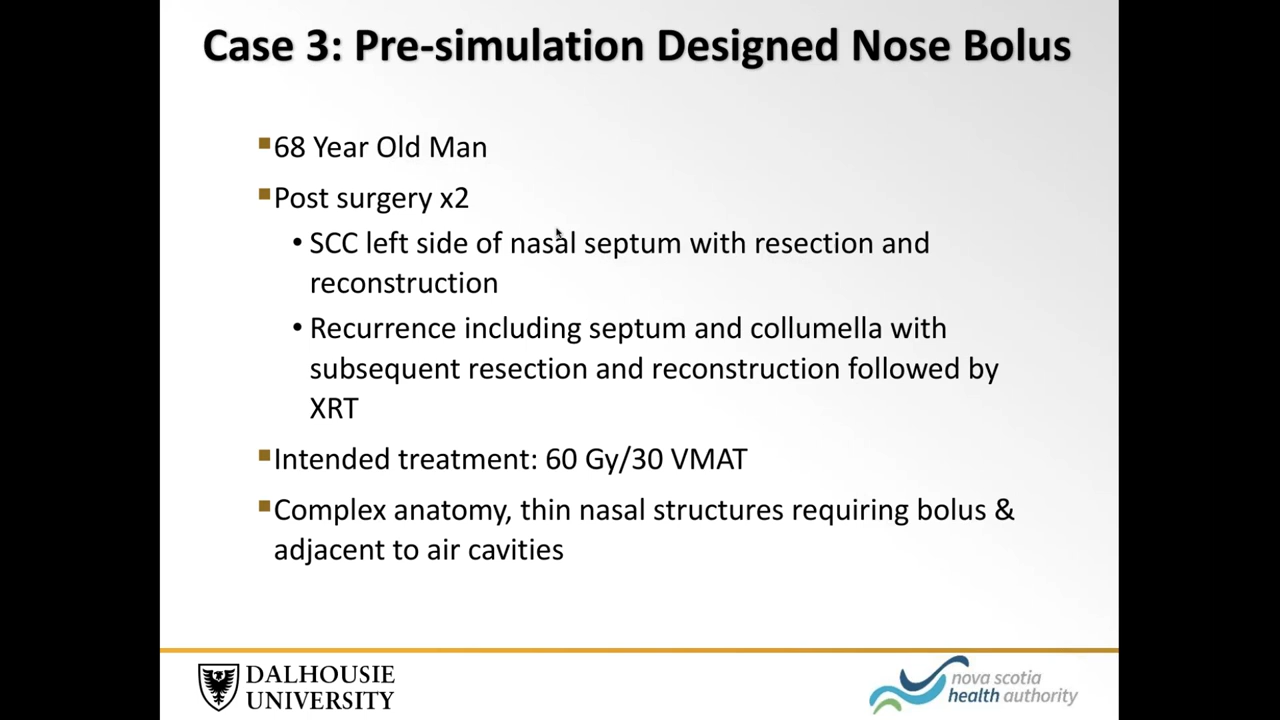 Case 3: Pre-simulation Designed Nose Bolus
68 Year Old Man
Post surgery x2
• SCC left side of nasal septum with resection and
reconstruction
• Recurrence including septum and collumella with
subsequent resection and reconstruction followed by
XRT
Intended treatment: 60 Gy/30 VMAT
Complex anatomy, thin nasal structures requiring bolus &
adjacent to air cavities
DALHOUSIE
UNIVERSITY
nova scotia
health authority